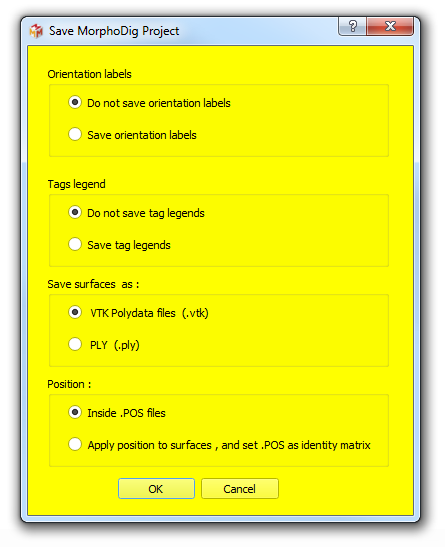 Save MorphoDig Project
?
Orientation labels
Do not save orientation labels
Save orientation labels
Tags legend
Do not save tag legends
Save tag legends
Save surfaces as :
VTK Polydata files (.vtk)
PLY (.ply)
Position :
Inside .POS files
Apply position to surfaces , and set .POS as identity matrix
OK Cancel